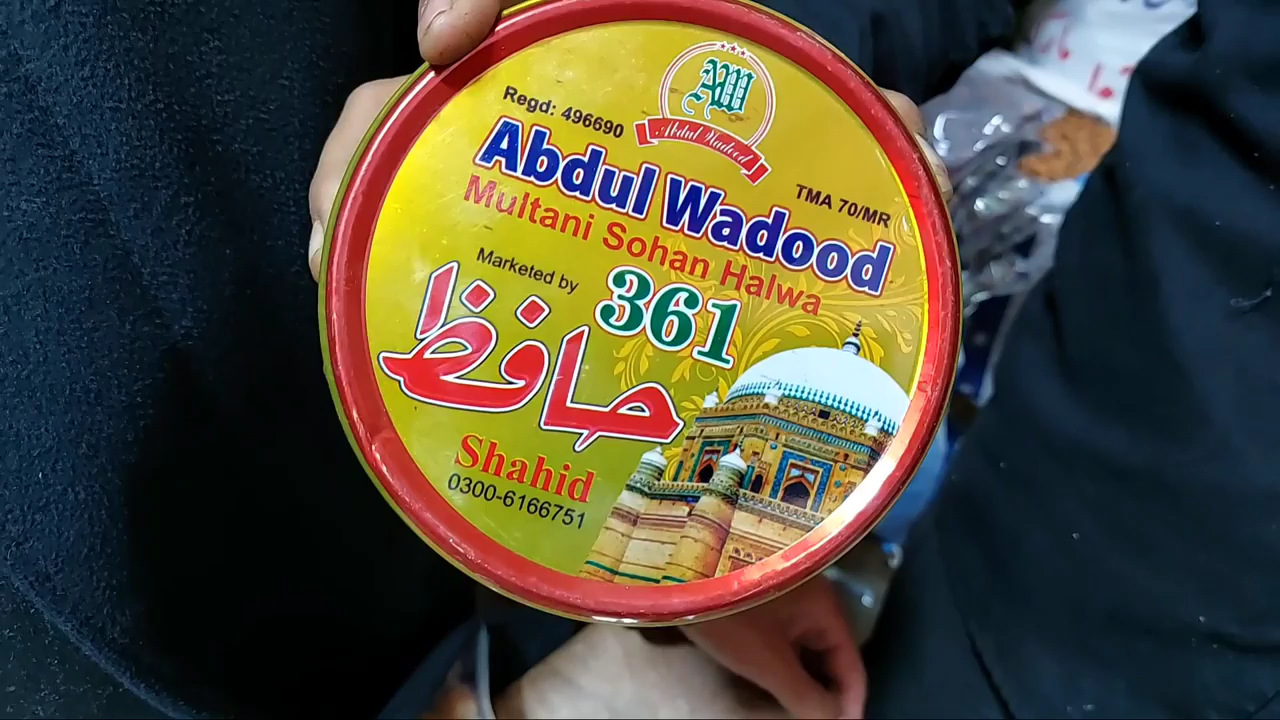 AW
Abdul Wadood
Regd: 496690
TMA 70/MR
Abdul Wadood
Multani Sohan Halwa
Marketed by
361
حافظ
Shahid
0300-6166751